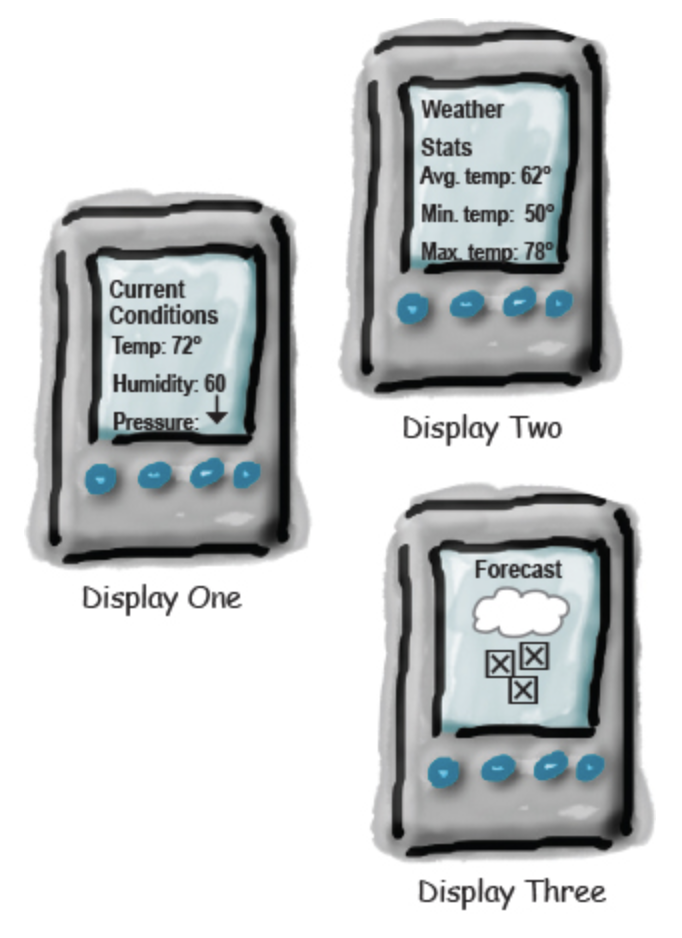 Weather
Stats
Avg. temp: 62°
Min. temp: 50°
Max. temp: 78°
Display Two
Current
Conditions
Temp: 72°
Humidity: 60
Pressure:
Display One
Forecast
Display Three